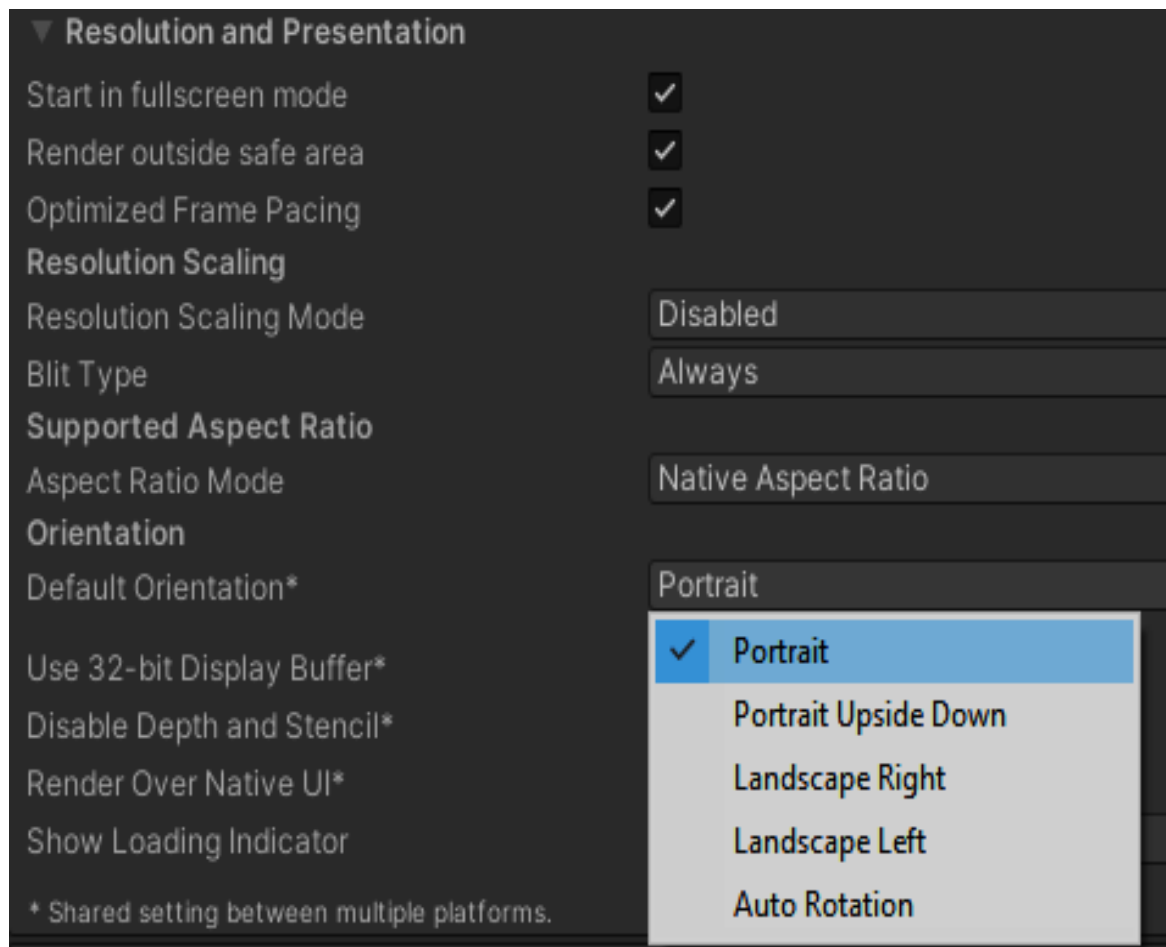 Resolution and Presentation
Start in fullscreen mode
Render outside safe area
Optimized Frame Pacing
Resolution Scaling
Resolution Scaling Mode Disabled
Blit Type Always
Supported Aspect Ratio
Aspect Ratio Mode Native Aspect Ratio
Orientation
Default Orientation* Portrait
Portrait
Use 32-bit Display Buffer*
Portrait Upside Down
Disable Depth and Stencil*
Landscape Right
Render Over Native UI*
Landscape Left
Show Loading Indicator
Auto Rotation
* Shared setting between multiple platforms.